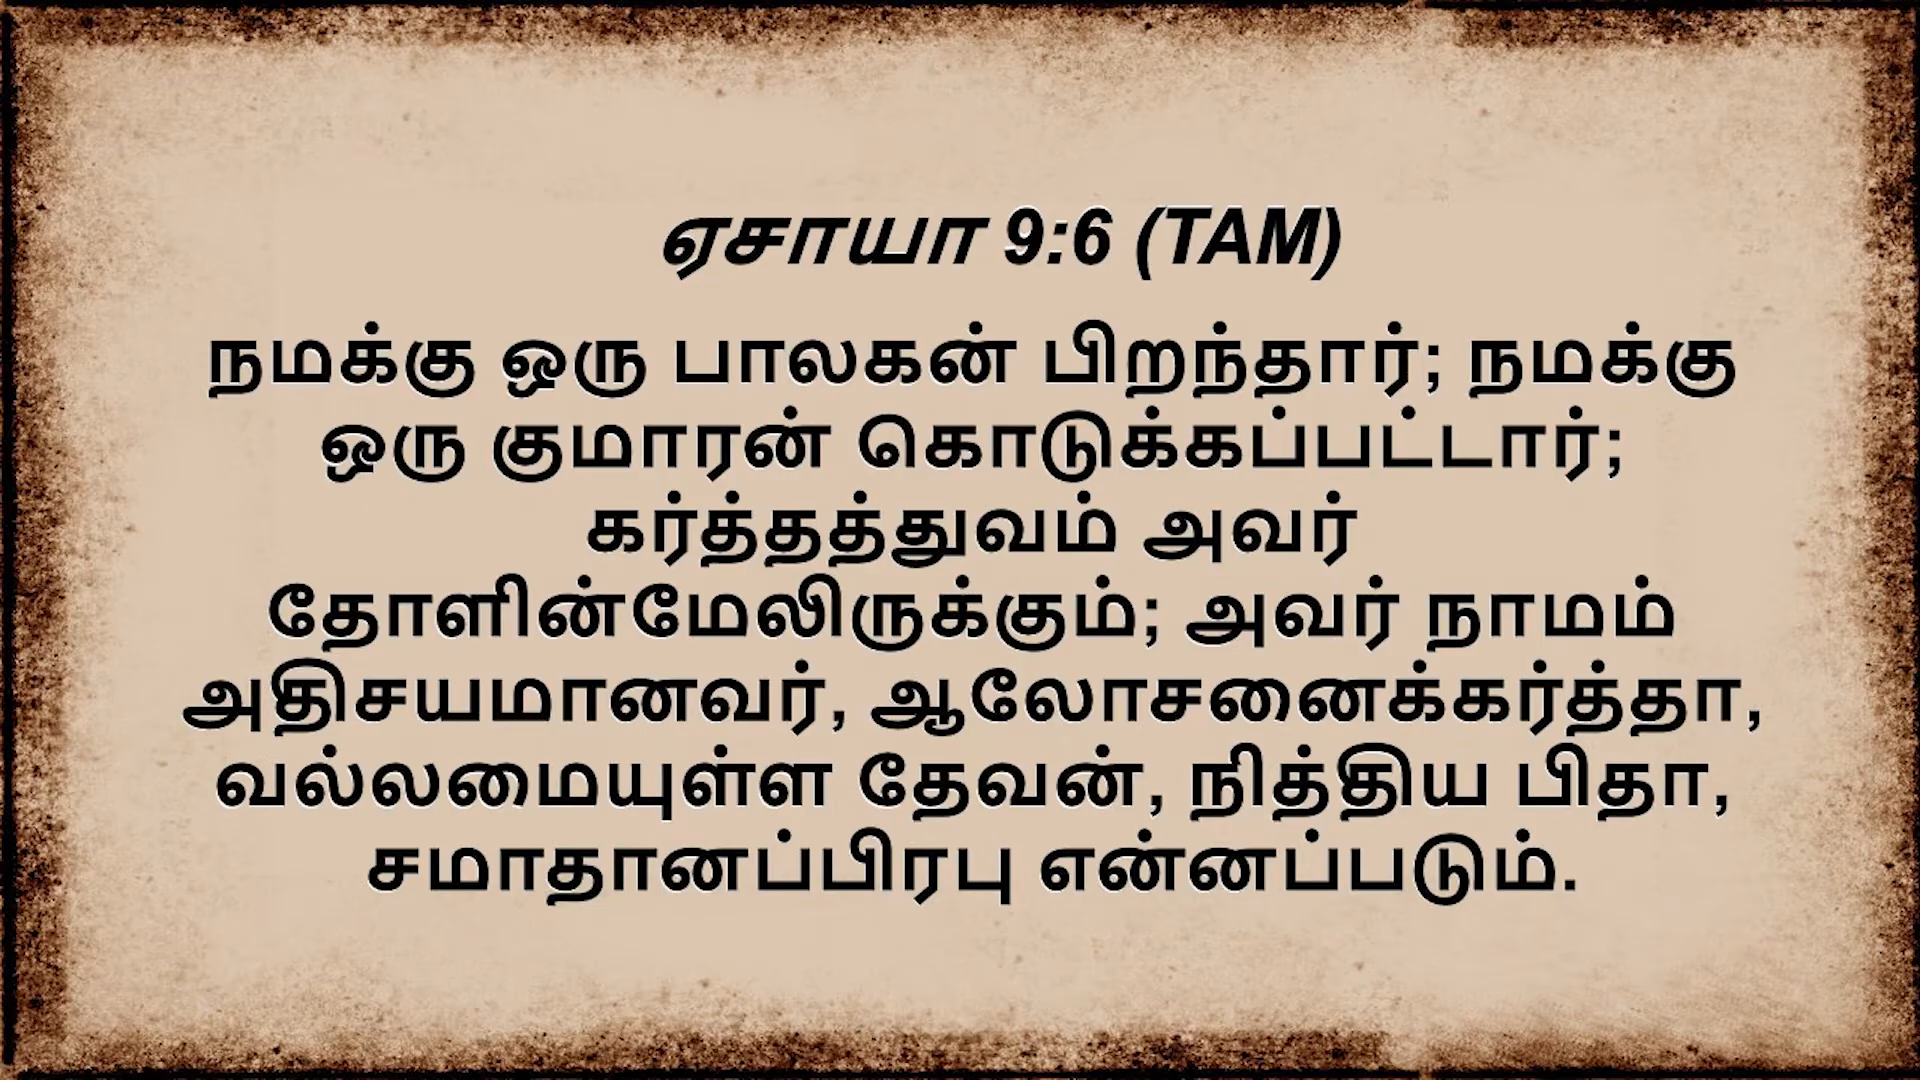 ஏசாயா 9:6 (TAM)
நமக்கு ஒரு பாலகன் பிறந்தார்; நமக்கு
ஒரு குமாரன் கொடுக்கப்பட்டார்;
கர்த்தத்துவம் அவர்
தோளின்மேலிருக்கும்; அவர் நாமம்
அதிசயமானவர், ஆலோசனைக்கர்த்தா,
வல்லமையுள்ள தேவன், நித்திய பிதா,
சமாதானப்பிரபு என்னப்படும்.